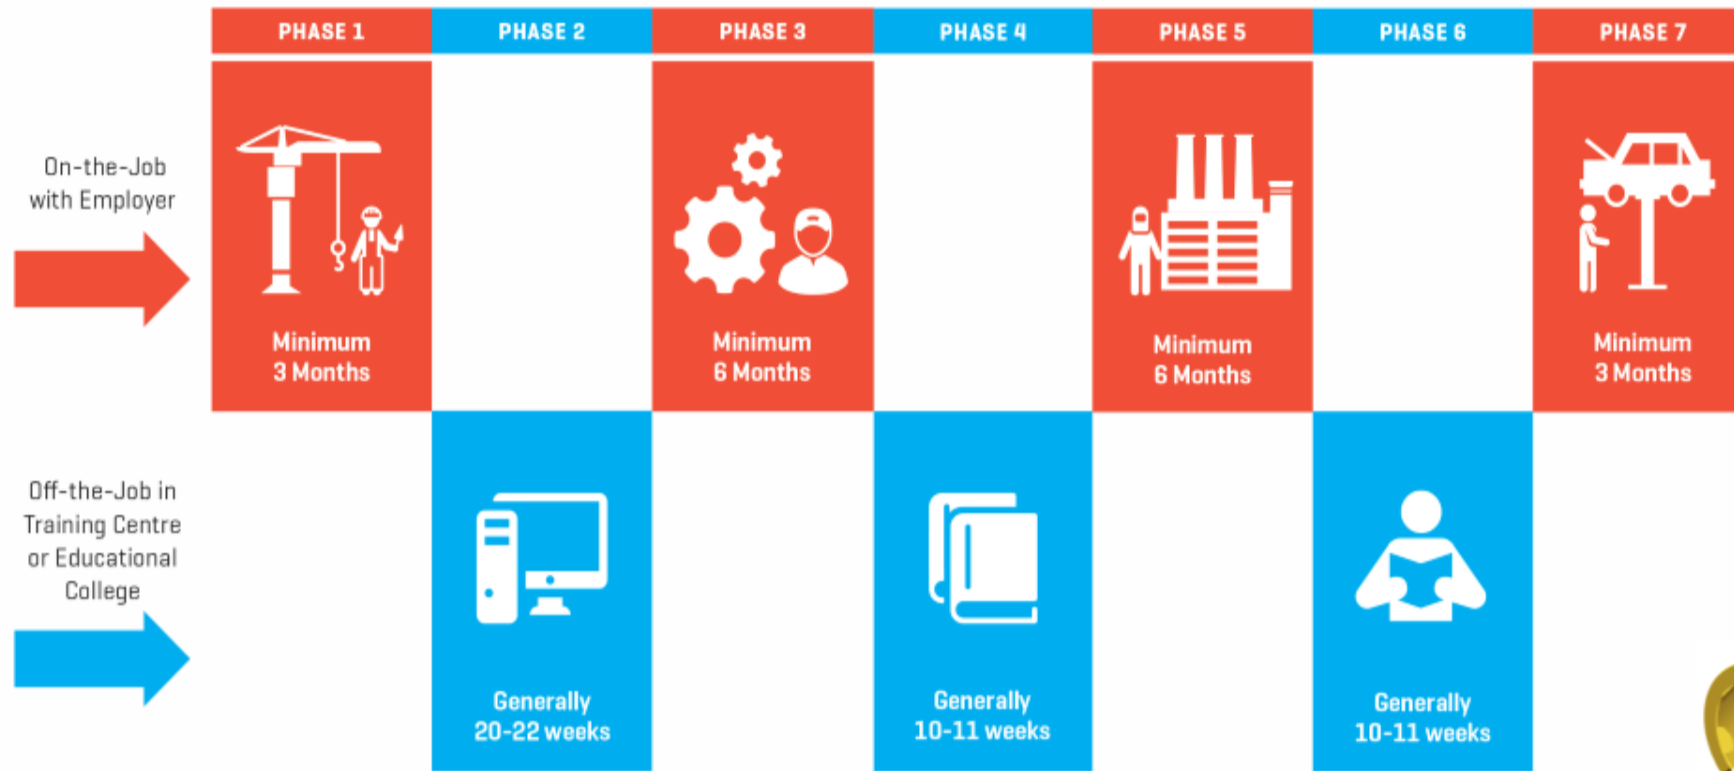 PHASE 1
PHASE 2
PHASE 3
PHASE 4
PHASE 5
PHASE 6
PHASE 7
On-the-Job
with Employer
Minimum
3 Months
Minimum
6 Months
Minimum
6 Months
Minimum
3 Months
Off-the-Job in
Training Centre
or Educational
College
Generally
20-22 weeks
Generally
10-11 weeks
Generally
10-11 weeks